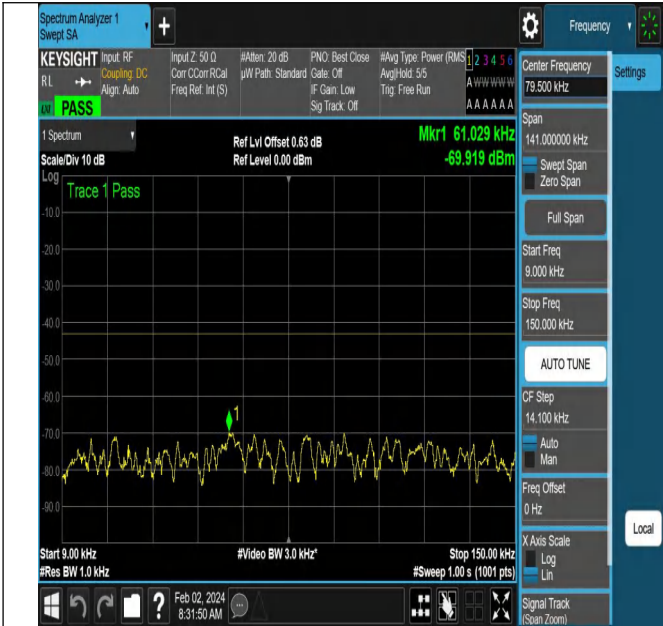 Spectrum Analyzer 1
Swept SA
+
Frequency
KEYSIGHT
RL
PASS
Input: RF
Coupling: DC
Align: Auto
Input Z: 50 Ω
Corr CCorr RCal
Freq Ref: Int (S)
#Atten: 20 dB
µW Path: Standard
PNO: Best Close
Gate: Off
IF Gain: Low
Sig Track: Off
#Avg Type: Power (RMS
Avg|Hold: 5/5
Trig: Free Run
1 2 3 4 5 6
A W W W W W
A A A A A A
1 Spectrum
Scale/Div 10 dB
Ref Lvl Offset 0.63 dB
Ref Level 0.00 dBm
Mkr1 61.029 kHz
-69.919 dBm
Log
Trace 1 Pass
-10.0
-20.0
-30.0
-40.0
-50.0
-60.0
-70.0
-80.0
-90.0
1
Start 9.00 kHz
#Res BW 1.0 kHz
#Video BW 3.0 kHz*
Stop 150.00 kHz
#Sweep 1.00 s (1001 pts)
?
Feb 02, 2024
8:31:50 AM
Center Frequency
79.500 kHz
Settings
Span
141.000000 kHz
Swept Span
Zero Span
Full Span
Start Freq
9.000 kHz
Stop Freq
150.000 kHz
AUTO TUNE
CF Step
14.100 kHz
Auto
Man
Freq Offset
0 Hz
X Axis Scale
Log
Lin
Local
Signal Track
(Span Zoom)